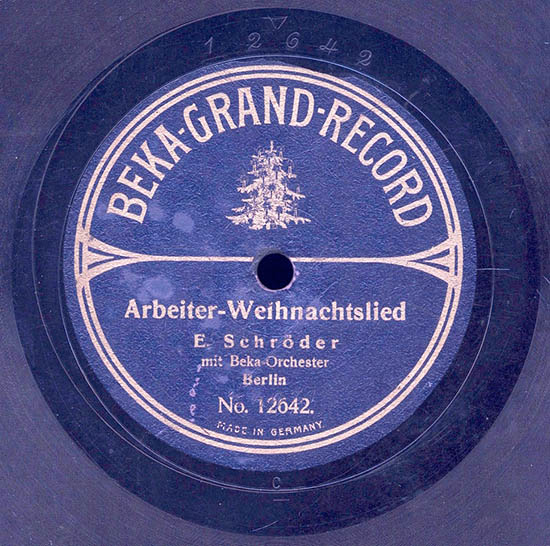 12642
BEKA-GRAND-RECORD
Arbeiter-Weihnachtslied
E. Schröder
mit Beka-Orchester
Berlin
No. 12642.
MADE IN GERMANY
C